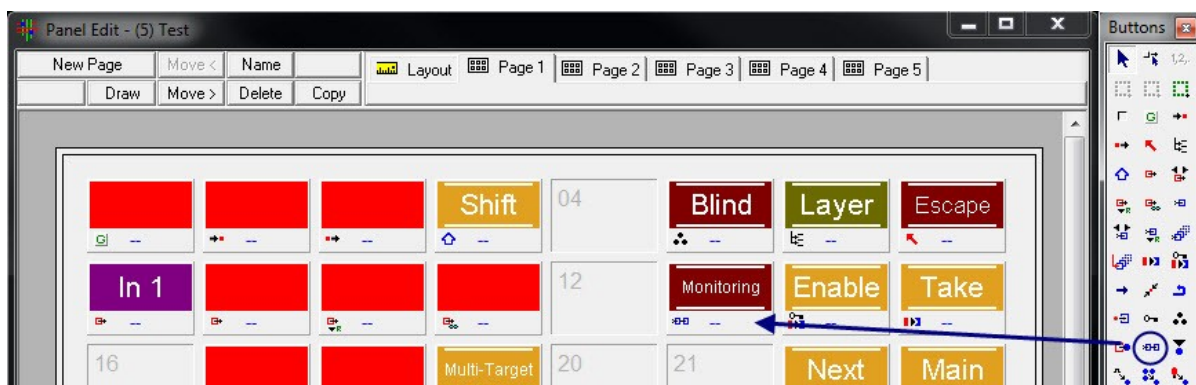 Panel Edit - (5) Test
Buttons
New Page Move < Name
Layout Page 1 Page 2 Page 3 Page 4 Page 5
Draw Move > Delete Copy
1,2,
G
Shift 04 Blind Layer Escape
G -- -- -- -- -- -- --
In 1 12 Monitoring Enable Take
-- -- R -- -- -- -- --
16 Multi-Target 20 21 Next Main